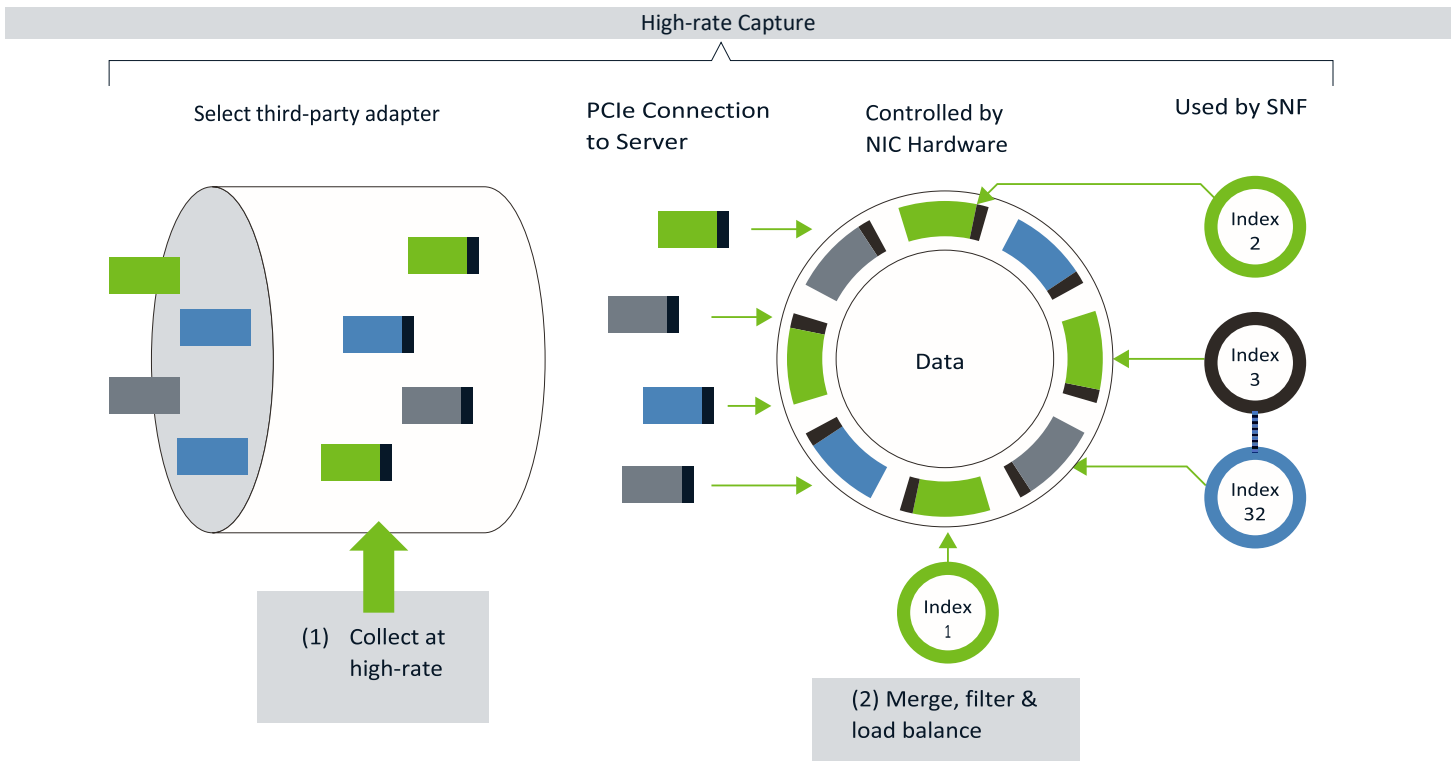 High-rate Capture
Select third-party adapter
PCIe Connection
to Server
Controlled by
NIC Hardware
Used by SNF
Index
2
Data
Index
3
Index
32
Index
1
(1) Collect at
high-rate
(2) Merge, filter &
load balance